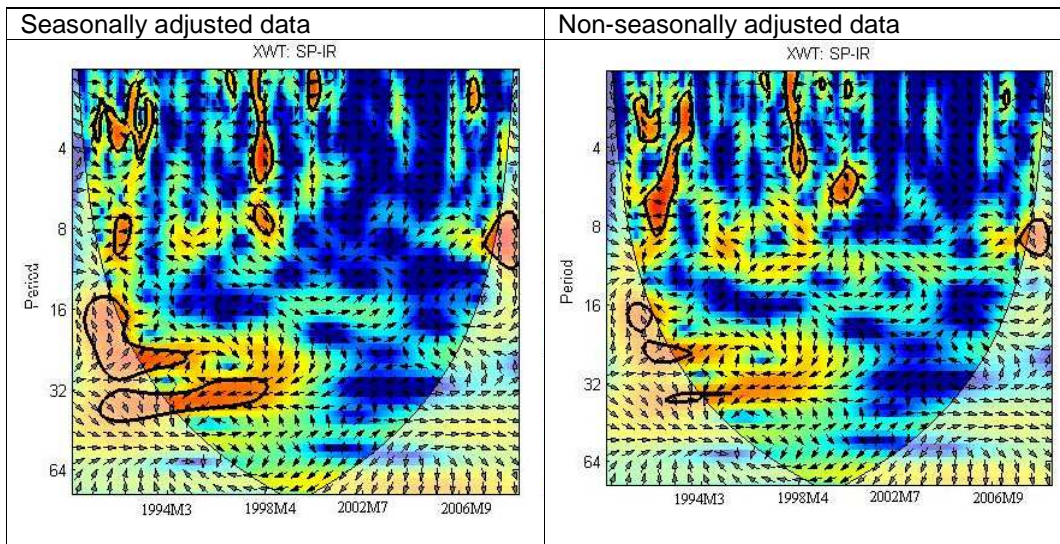 Seasonally adjusted data
Non-seasonally adjusted data
XWT: SP-IR
4
8
16
32
64
Period
1994M3 1998M4 2002M7 2006M9
XWT: SP-IR
4
8
16
32
64
Period
1994M3 1998M4 2002M7 2006M9